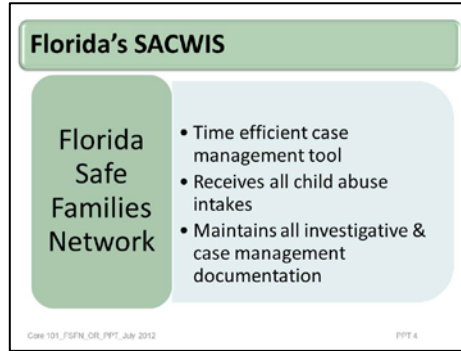 Florida's SACWIS
Florida
Safe
Families
Network
• Time efficient case
management tool
• Receives all child abuse
intakes
• Maintains all investigative &
case management
documentation
Core 101_FSFN_OR_PPT_July 2012
PPT 4